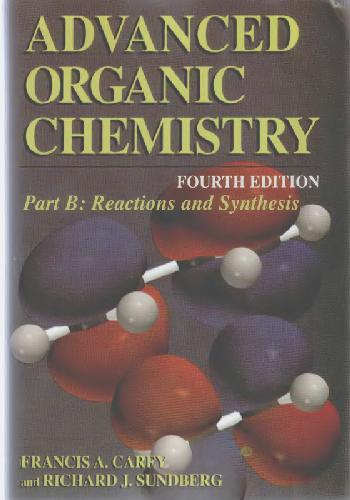 ADVANCED
ORGANIC
CHEMISTRY
FOURTH EDITION
Part B: Reactions and Synthesis
FRANCIS A. CAREY
and RICHARD J. SUNDBERG